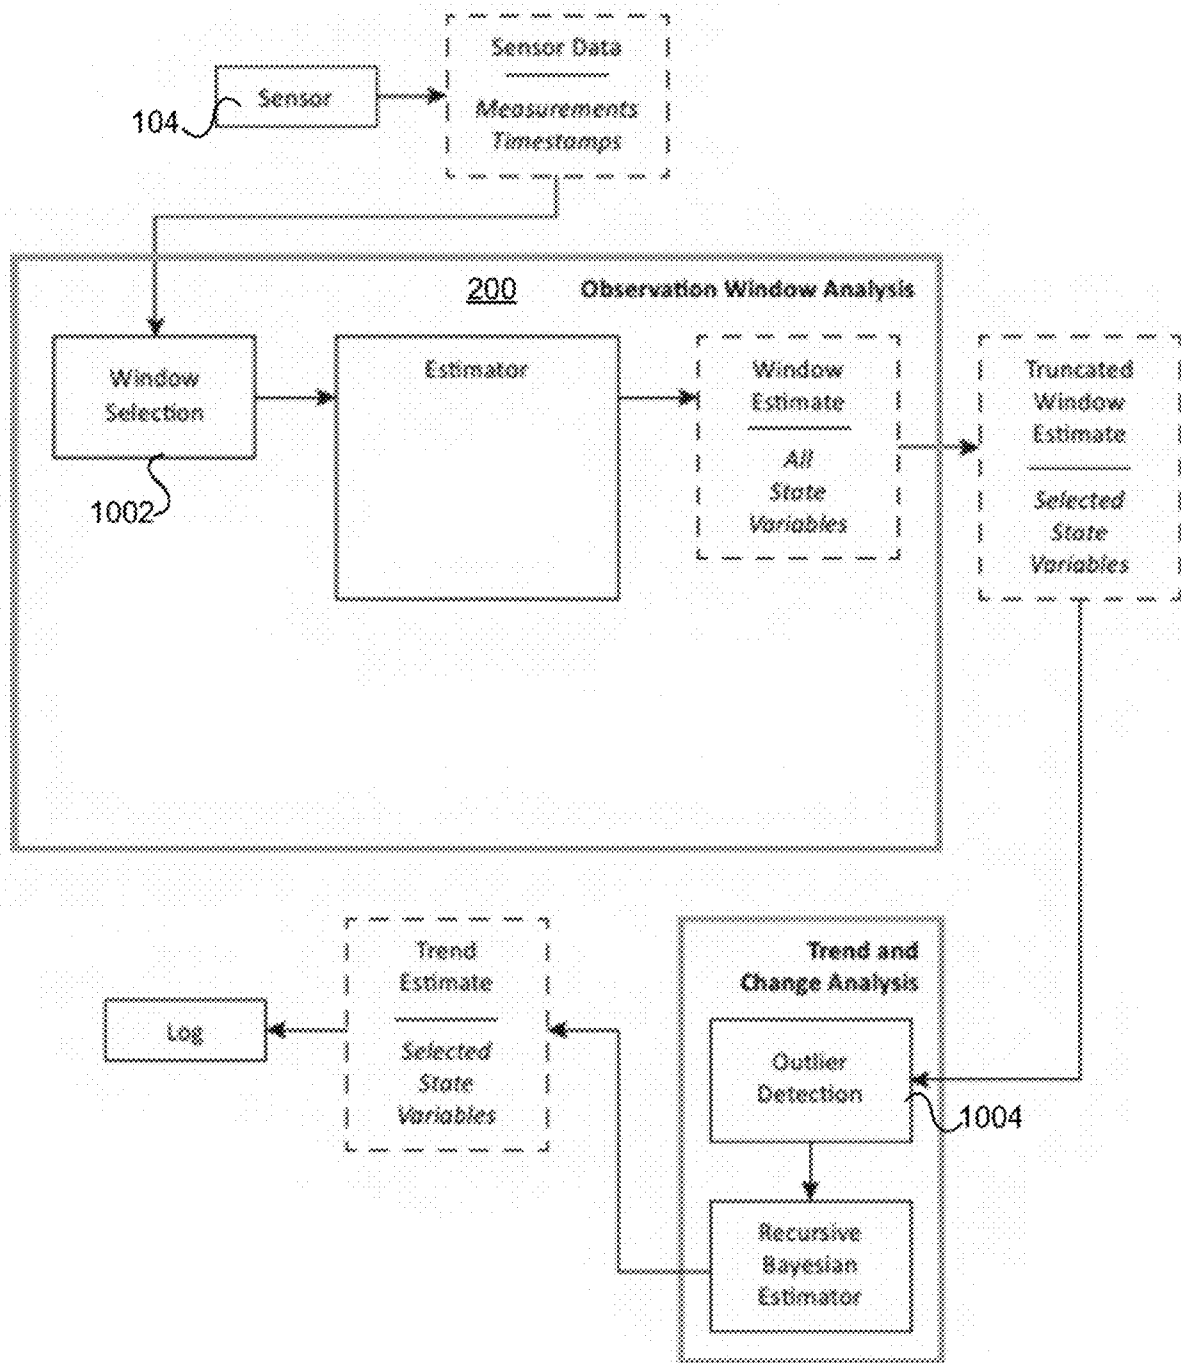 Sensor Data
Measurements
Timestamps
Sensor
104
200
Observation Window Analysis
Window
Selection
1002
Estimator
Window
Estimate
All
State
Variables
Truncated
Window
Estimate
Selected
State
Variables
Trend and
Change Analysis
Outlier
Detection
1004
Recursive
Bayesian
Estimator
Trend
Estimate
Selected
State
Variables
Log